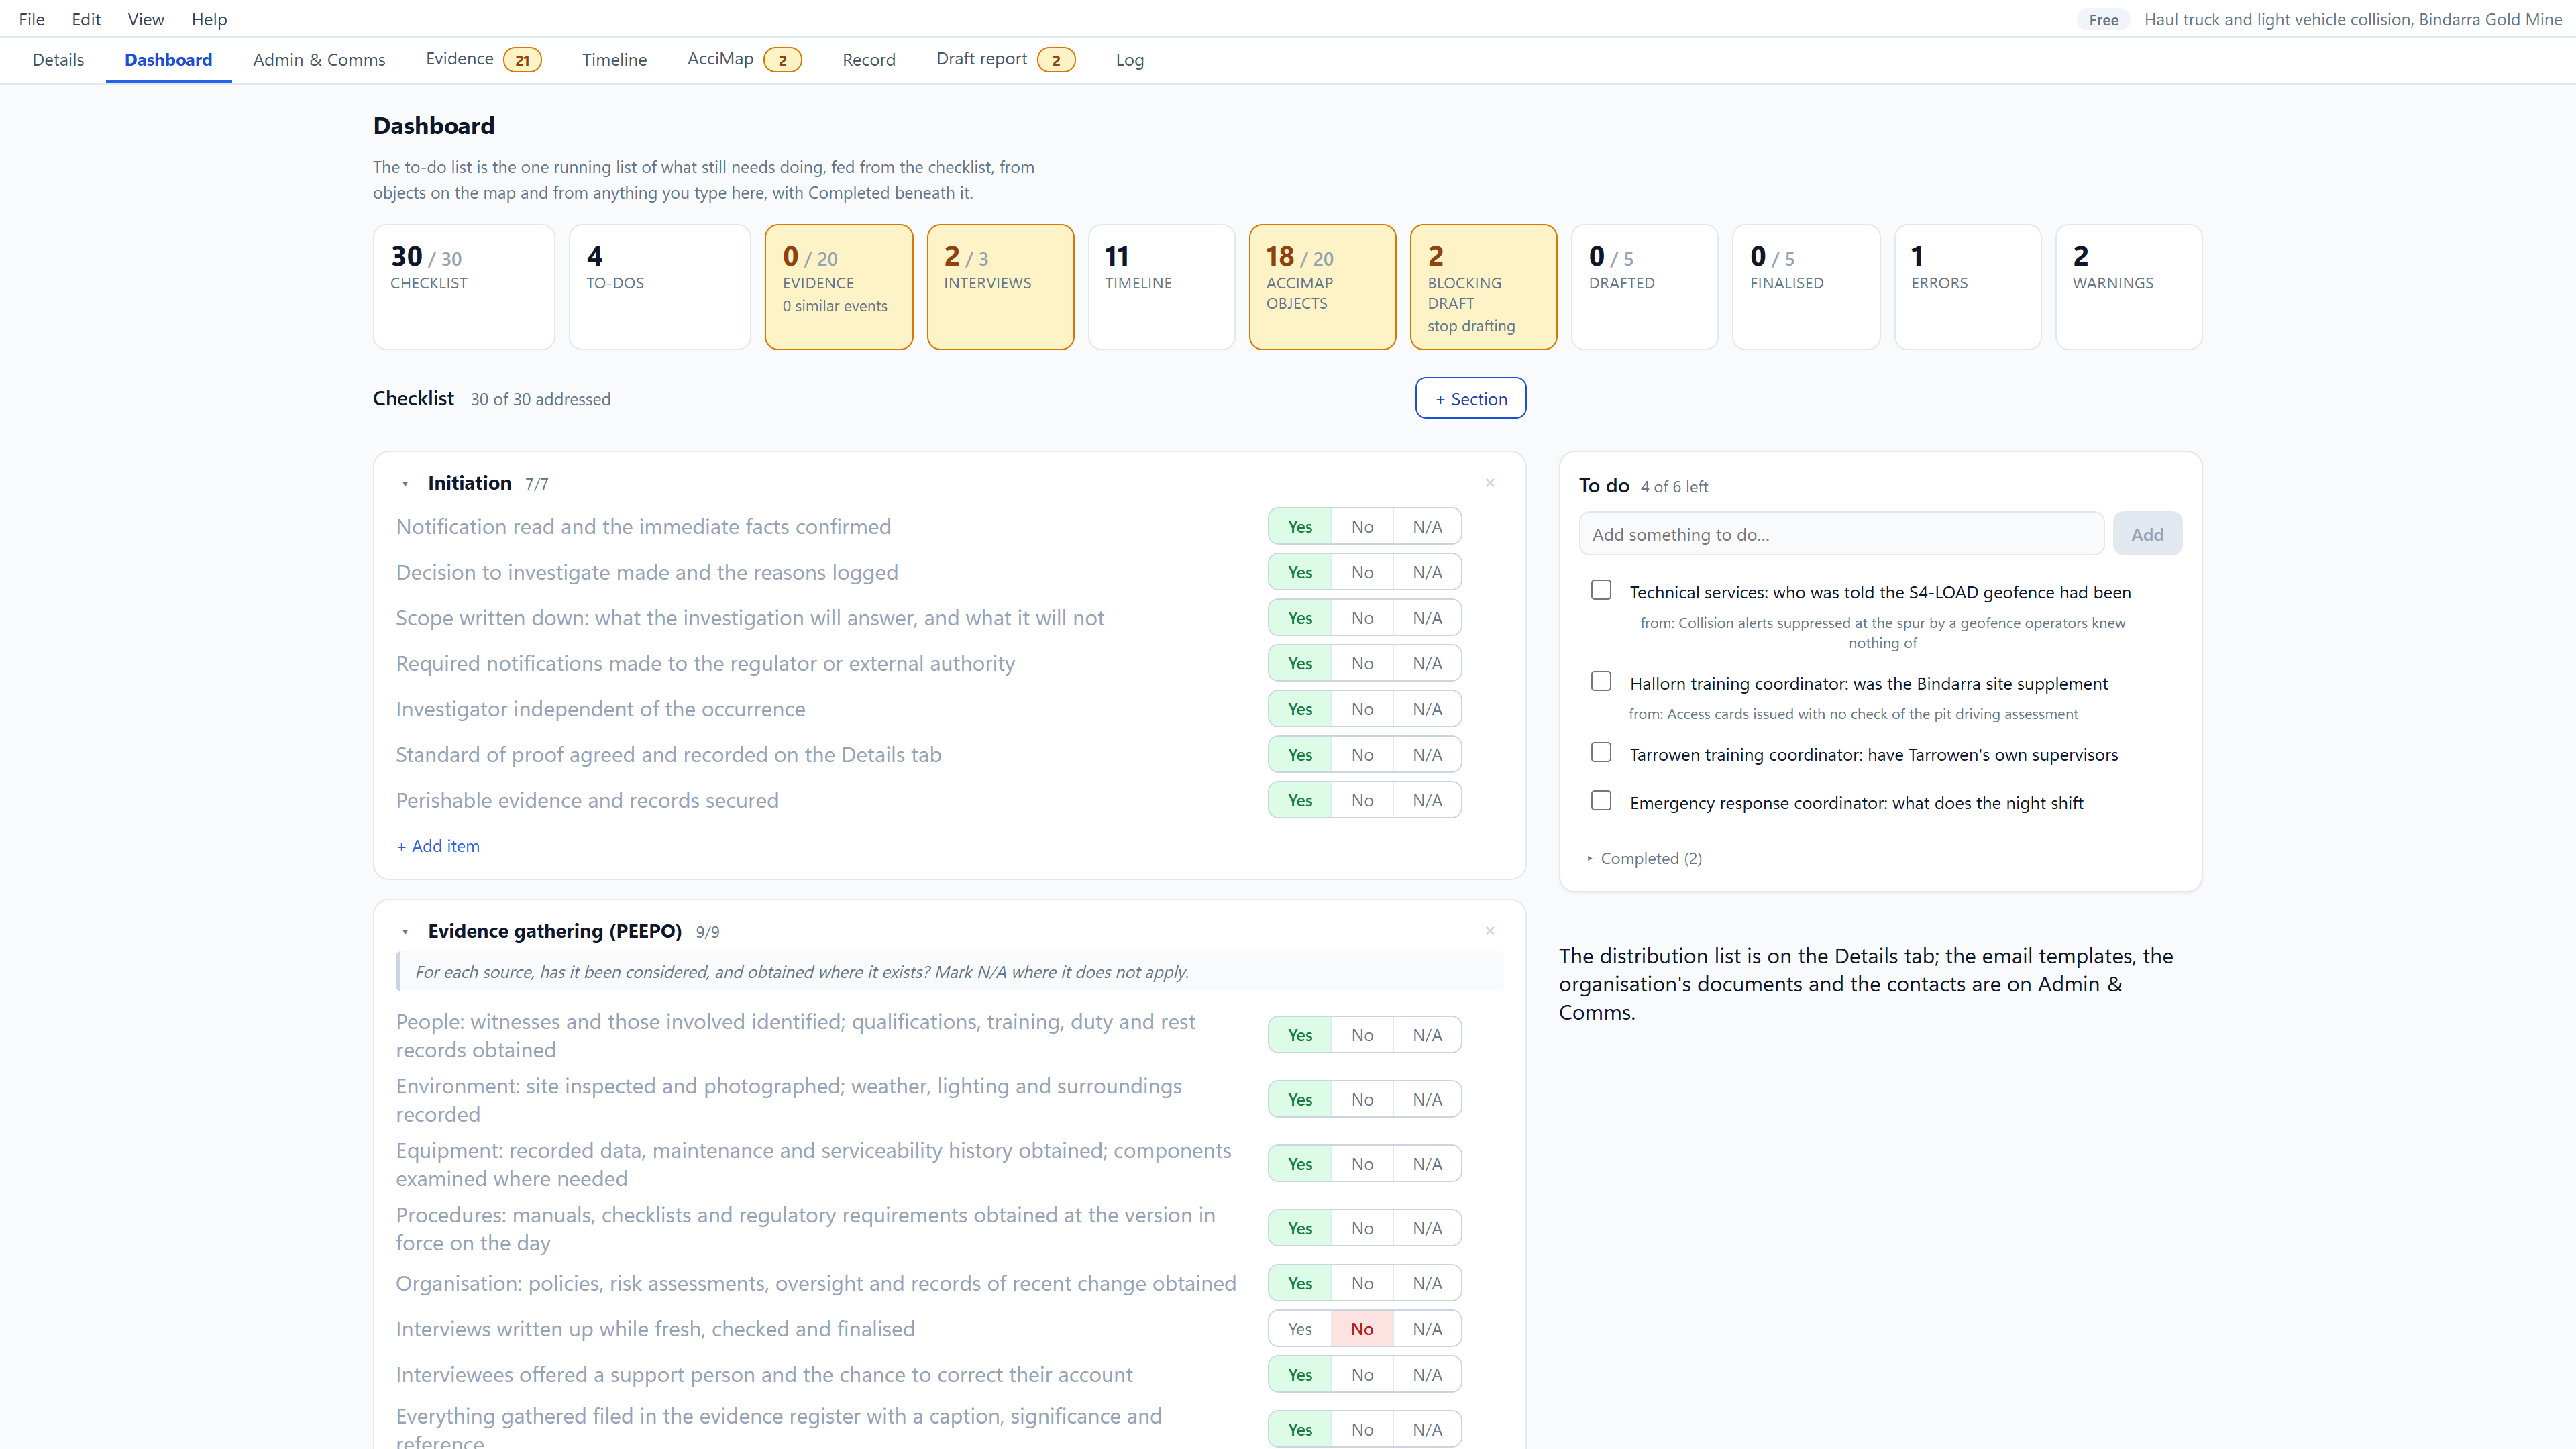 File Edit View Help
Free Haul truck and light vehicle collision, Bindarra Gold Mine
Details Dashboard Admin & Comms Evidence 21 Timeline AcciMap 2 Record Draft report 2 Log
Dashboard
The to-do list is the one running list of what still needs doing, fed from the checklist, from
objects on the map and from anything you type here, with Completed beneath it.
30 / 30
CHECKLIST
4
TO-DOS
0 / 20
EVIDENCE
0 similar events
2 / 3
INTERVIEWS
11
TIMELINE
18 / 20
ACCIMAP
OBJECTS
2
BLOCKING
DRAFT
stop drafting
0 / 5
DRAFTED
0 / 5
FINALISED
1
ERRORS
2
WARNINGS
Checklist 30 of 30 addressed
+ Section
▾ Initiation 7/7 ×
Notification read and the immediate facts confirmed Yes No N/A
Decision to investigate made and the reasons logged Yes No N/A
Scope written down: what the investigation will answer, and what it will not Yes No N/A
Required notifications made to the regulator or external authority Yes No N/A
Investigator independent of the occurrence Yes No N/A
Standard of proof agreed and recorded on the Details tab Yes No N/A
Perishable evidence and records secured Yes No N/A
+ Add item
▾ Evidence gathering (PEEPO) 9/9 ×
For each source, has it been considered, and obtained where it exists? Mark N/A where it does not apply.
People: witnesses and those involved identified; qualifications, training, duty and rest
records obtained
Yes No N/A
Environment: site inspected and photographed; weather, lighting and surroundings
recorded
Yes No N/A
Equipment: recorded data, maintenance and serviceability history obtained; components
examined where needed
Yes No N/A
Procedures: manuals, checklists and regulatory requirements obtained at the version in
force on the day
Yes No N/A
Organisation: policies, risk assessments, oversight and records of recent change obtained Yes No N/A
Interviews written up while fresh, checked and finalised Yes No N/A
Interviewees offered a support person and the chance to correct their account Yes No N/A
Everything gathered filed in the evidence register with a caption, significance and
reference
Yes No N/A
To do 4 of 6 left
Add something to do... Add
Technical services: who was told the S4-LOAD geofence had been
from: Collision alerts suppressed at the spur by a geofence operators knew
nothing of
Hallorn training coordinator: was the Bindarra site supplement
from: Access cards issued with no check of the pit driving assessment
Tarrowen training coordinator: have Tarrowen's own supervisors
Emergency response coordinator: what does the night shift
▸ Completed (2)
The distribution list is on the Details tab; the email templates, the
organisation's documents and the contacts are on Admin &
Comms.